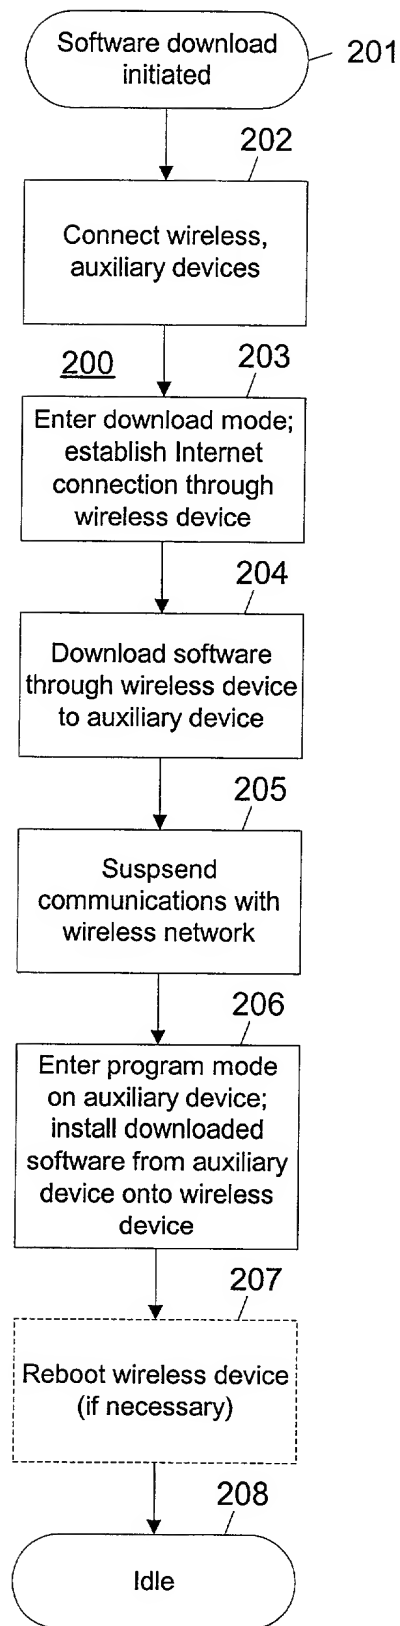 Software download
initiated
201
202
Connect wireless,
auxiliary devices
200
203
Enter download mode;
establish Internet
connection through
wireless device
204
Download software
through wireless device
to auxiliary device
205
Suspsend
communications with
wireless network
206
Enter program mode
on auxiliary device;
install downloaded
software from auxiliary
device onto wireless
device
207
Reboot wireless device
(if necessary)
208
Idle